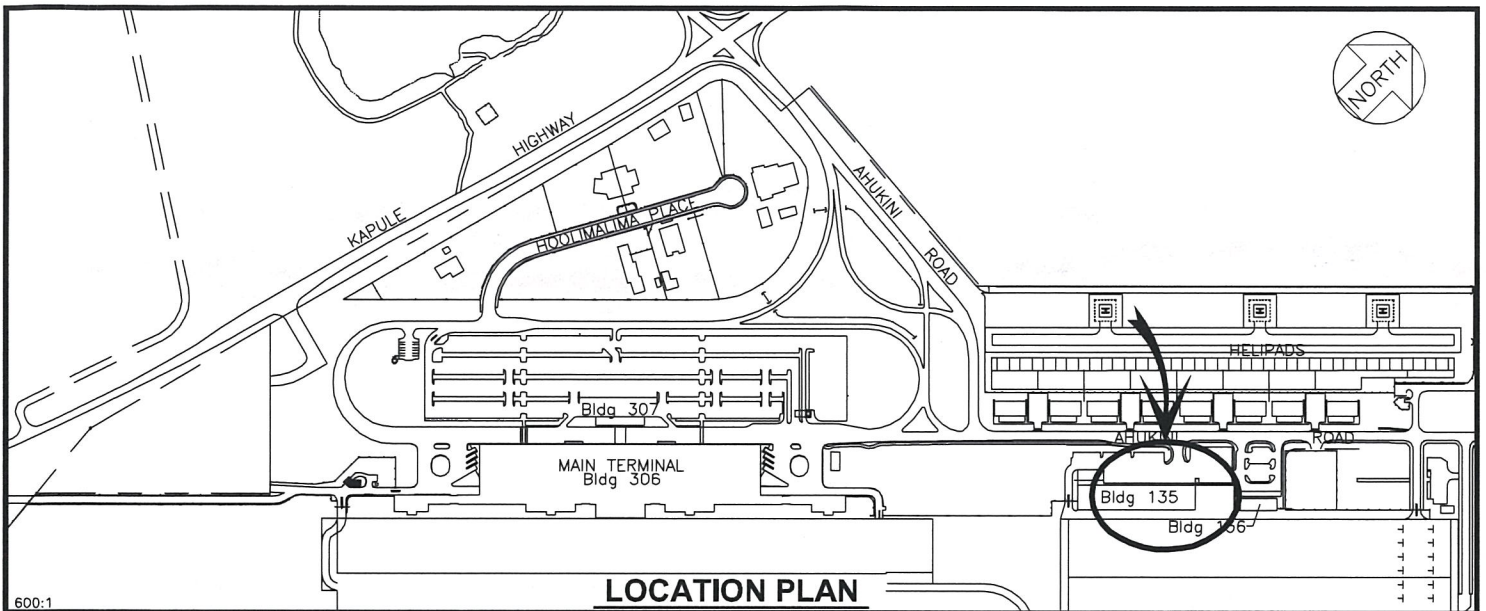 NORTH
HIGHWAY
KAPULE
HOOLIMALIMA PLACE
AHUKINI
ROAD
H
H
H
HELIPADS
Bldg 307
AHUKINI ROAD
MAIN TERMINAL
Bldg 306
Bldg 135
Bldg 136
LOCATION PLAN
600:1